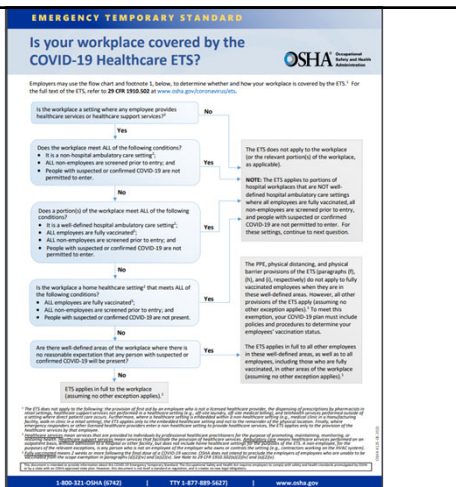 EMERGENCY TEMPORARY STANDARD
Is your workplace covered by the
COVID-19 Healthcare ETS?
OSHA
Occupational
Safety and Health
Administration
Employers may use the flow chart and footnote 1, below, to determine whether and how your workplace is covered by the ETS.¹ For
the full text of the ETS, refer to 29 CFR 1910.502 at www.osha.gov/coronavirus/ets.
Is the workplace a setting where any employee provides
healthcare services or healthcare support services?²
No
Yes
Does the workplace meet ALL of the following conditions?
• It is a non-hospital ambulatory care setting²;
• ALL non-employees are screened prior to entry; and
• People with suspected or confirmed COVID-19 are not
permitted to enter.
Yes
No
The ETS does not apply to the workplace
(or the relevant portion(s) of the workplace,
as applicable).
NOTE: The ETS applies to portions of
hospital workplaces that are NOT well-
defined hospital ambulatory care settings
where all employees are fully vaccinated, all
non-employees are screened prior to entry,
and people with suspected or confirmed
COVID-19 are not permitted to enter. For
these settings, continue to next question.
Does a portion(s) of the workplace meet ALL of the following
conditions?
• It is a well-defined hospital ambulatory care setting²;
• ALL employees are fully vaccinated³;
• ALL non-employees are screened prior to entry; and
• People with suspected or confirmed COVID-19 are not
permitted to enter.
Yes
No
Is the workplace a home healthcare setting² that meets ALL of
the following conditions?
• ALL employees are fully vaccinated³;
• ALL non-employees are screened prior to entry; and
• People with suspected or confirmed COVID-19 are not present.
Yes
No
Are there well-defined areas of the workplace where there is
no reasonable expectation that any person with suspected or
confirmed COVID-19 will be present?
Yes
No
The PPE, physical distancing, and physical
barrier provisions of the ETS (paragraphs (f),
(h), and (i), respectively) do not apply to fully
vaccinated employees when they are in
these well-defined areas. However, all other
provisions of the ETS apply (assuming no
other exception applies).¹ To meet this
exemption, your COVID-19 plan must include
policies and procedures to determine your
employees' vaccination status.
The ETS applies in full to all other employees
in these well-defined areas, as well as to all
employees, including those who are fully
vaccinated, in other areas of the workplace
(assuming no other exception applies).¹
ETS applies in full to the workplace
(assuming no other exception applies).¹
1-800-321-OSHA (6742) | TTY 1-877-889-5627) | www.osha.gov